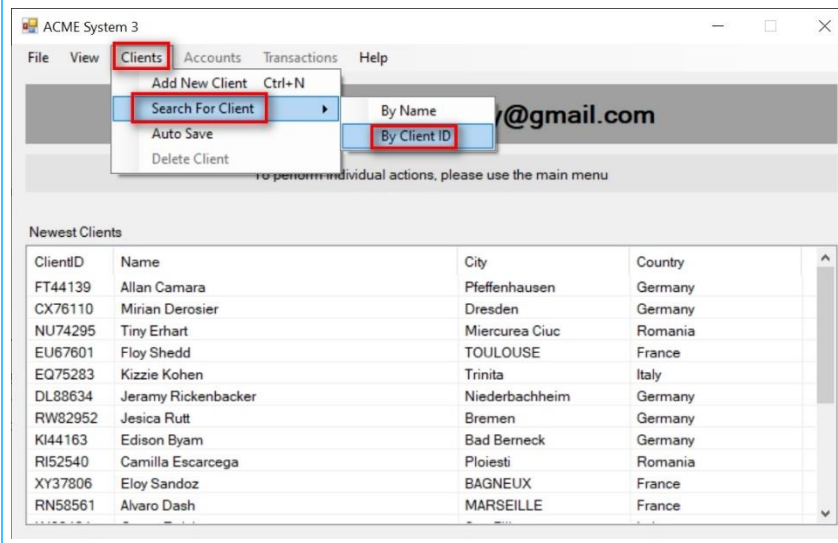 ACME System 3
File View Clients Accounts Transactions Help
Add New Client Ctrl+N
Search For Client
Auto Save
Delete Client
By Name
By Client ID
@gmail.com
individual actions, please use the main menu
Newest Clients
ClientID Name City Country
FT44139 Allan Camara Pfeffenhausen Germany
CX76110 Mirian Derosier Dresden Germany
NU74295 Tiny Erhart Miercurea Ciuc Romania
EU67601 Floy Shedd TOULOUSE France
EQ75283 Kizzie Kohen Trinita Italy
DL88634 Jeramy Rickenbacker Niederbachheim Germany
RW82952 Jesica Rutt Bremen Germany
KI44163 Edison Byam Bad Berneck Germany
RI52540 Camilla Escarcega Ploiesti Romania
XY37806 Eloy Sandoz BAGNEUX France
RN58561 Alvaro Dash MARSEILLE France